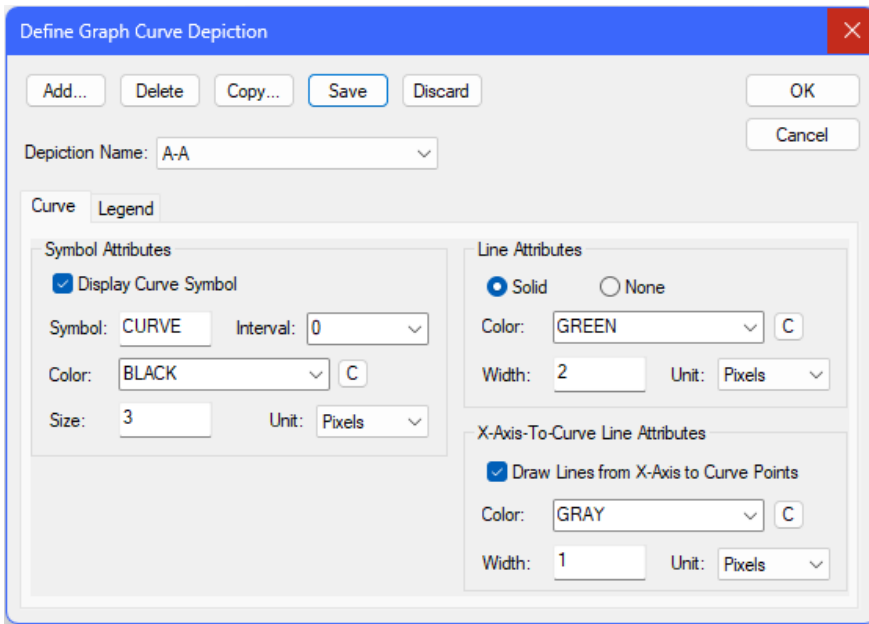 Define Graph Curve Depiction
Add... Delete Copy... Save Discard OK
Cancel
Depiction Name: A-A
Curve Legend
Symbol Attributes
Display Curve Symbol
Symbol: CURVE Interval: 0
Color: BLACK C
Size: 3 Unit: Pixels
Line Attributes
Solid None
Color: GREEN C
Width: 2 Unit: Pixels
X-Axis-To-Curve Line Attributes
Draw Lines from X-Axis to Curve Points
Color: GRAY C
Width: 1 Unit: Pixels